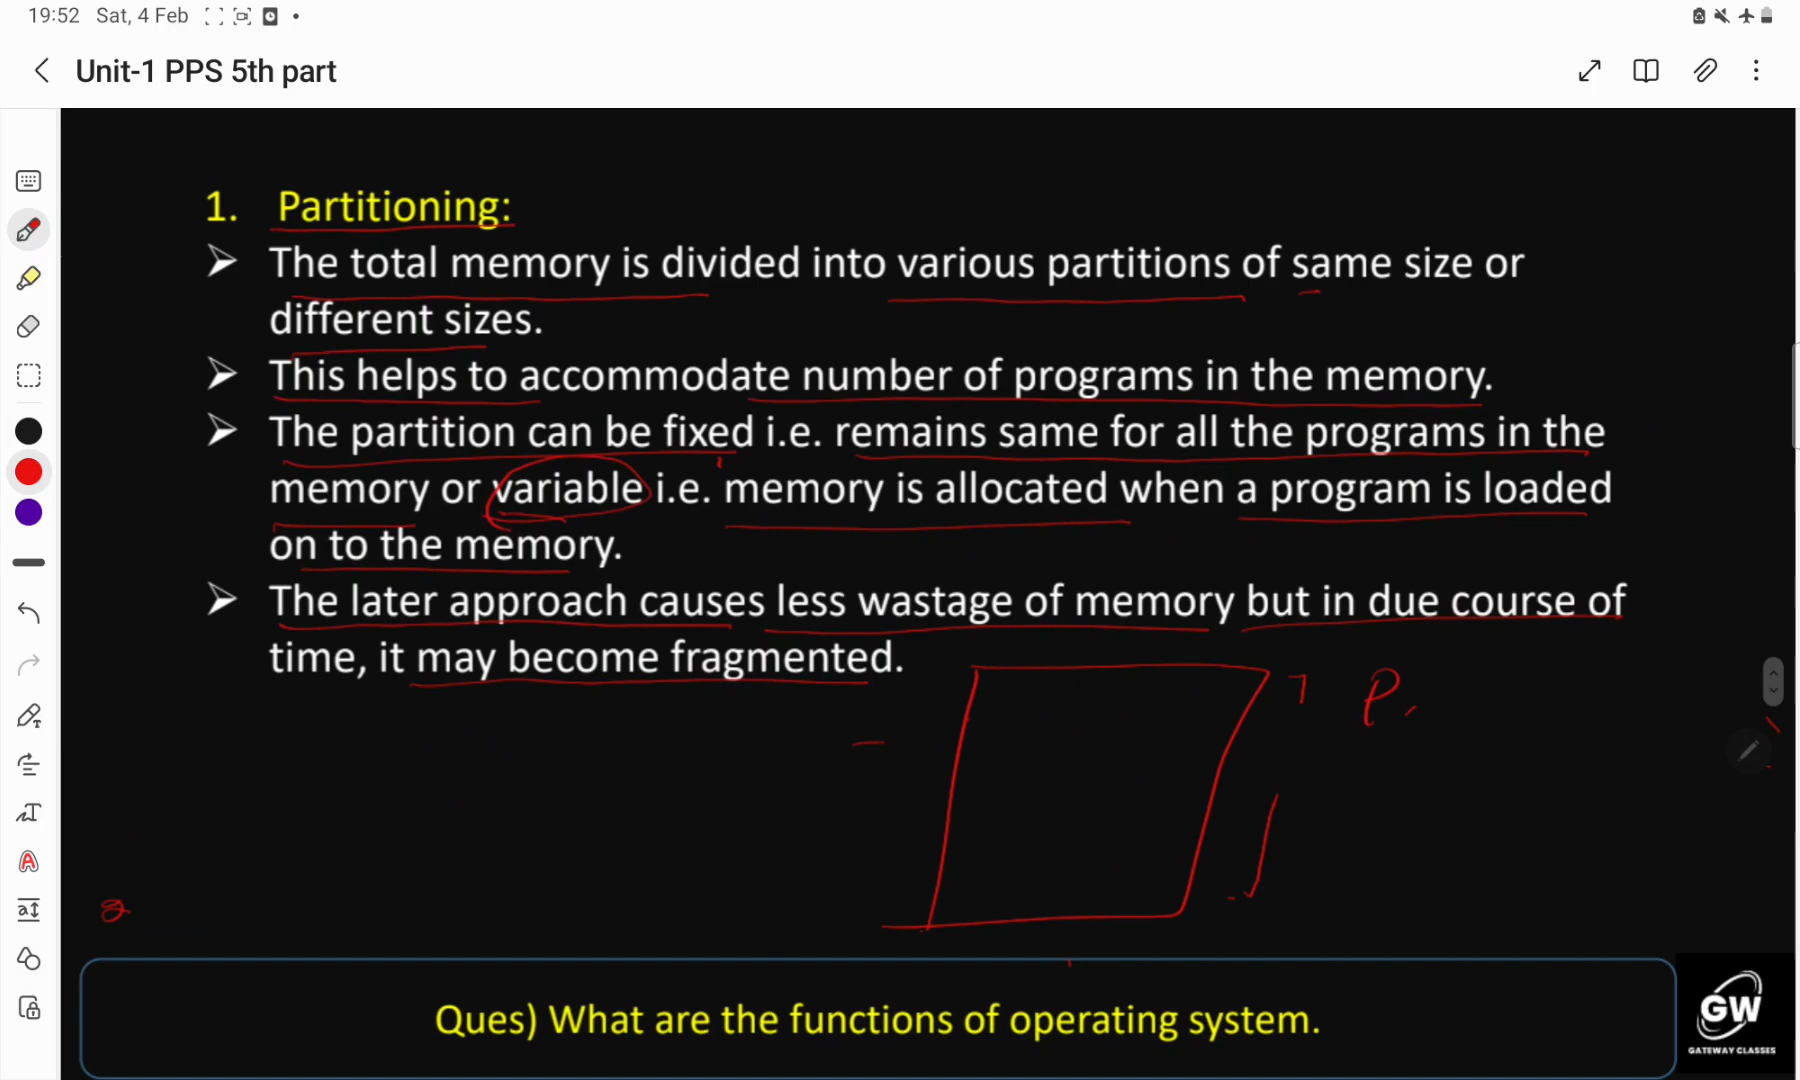 19:52 Sat, 4 Feb
Unit-1 PPS 5th part
1. Partitioning:
➢ The total memory is divided into various partitions of same size or
different sizes.
➢ This helps to accommodate number of programs in the memory.
➢ The partition can be fixed i.e. remains same for all the programs in the
memory or variable i.e. memory is allocated when a program is loaded
on to the memory.
➢ The later approach causes less wastage of memory but in due course of
time, it may become fragmented.
P
Ques) What are the functions of operating system.
GW
GATEWAY CLASSES